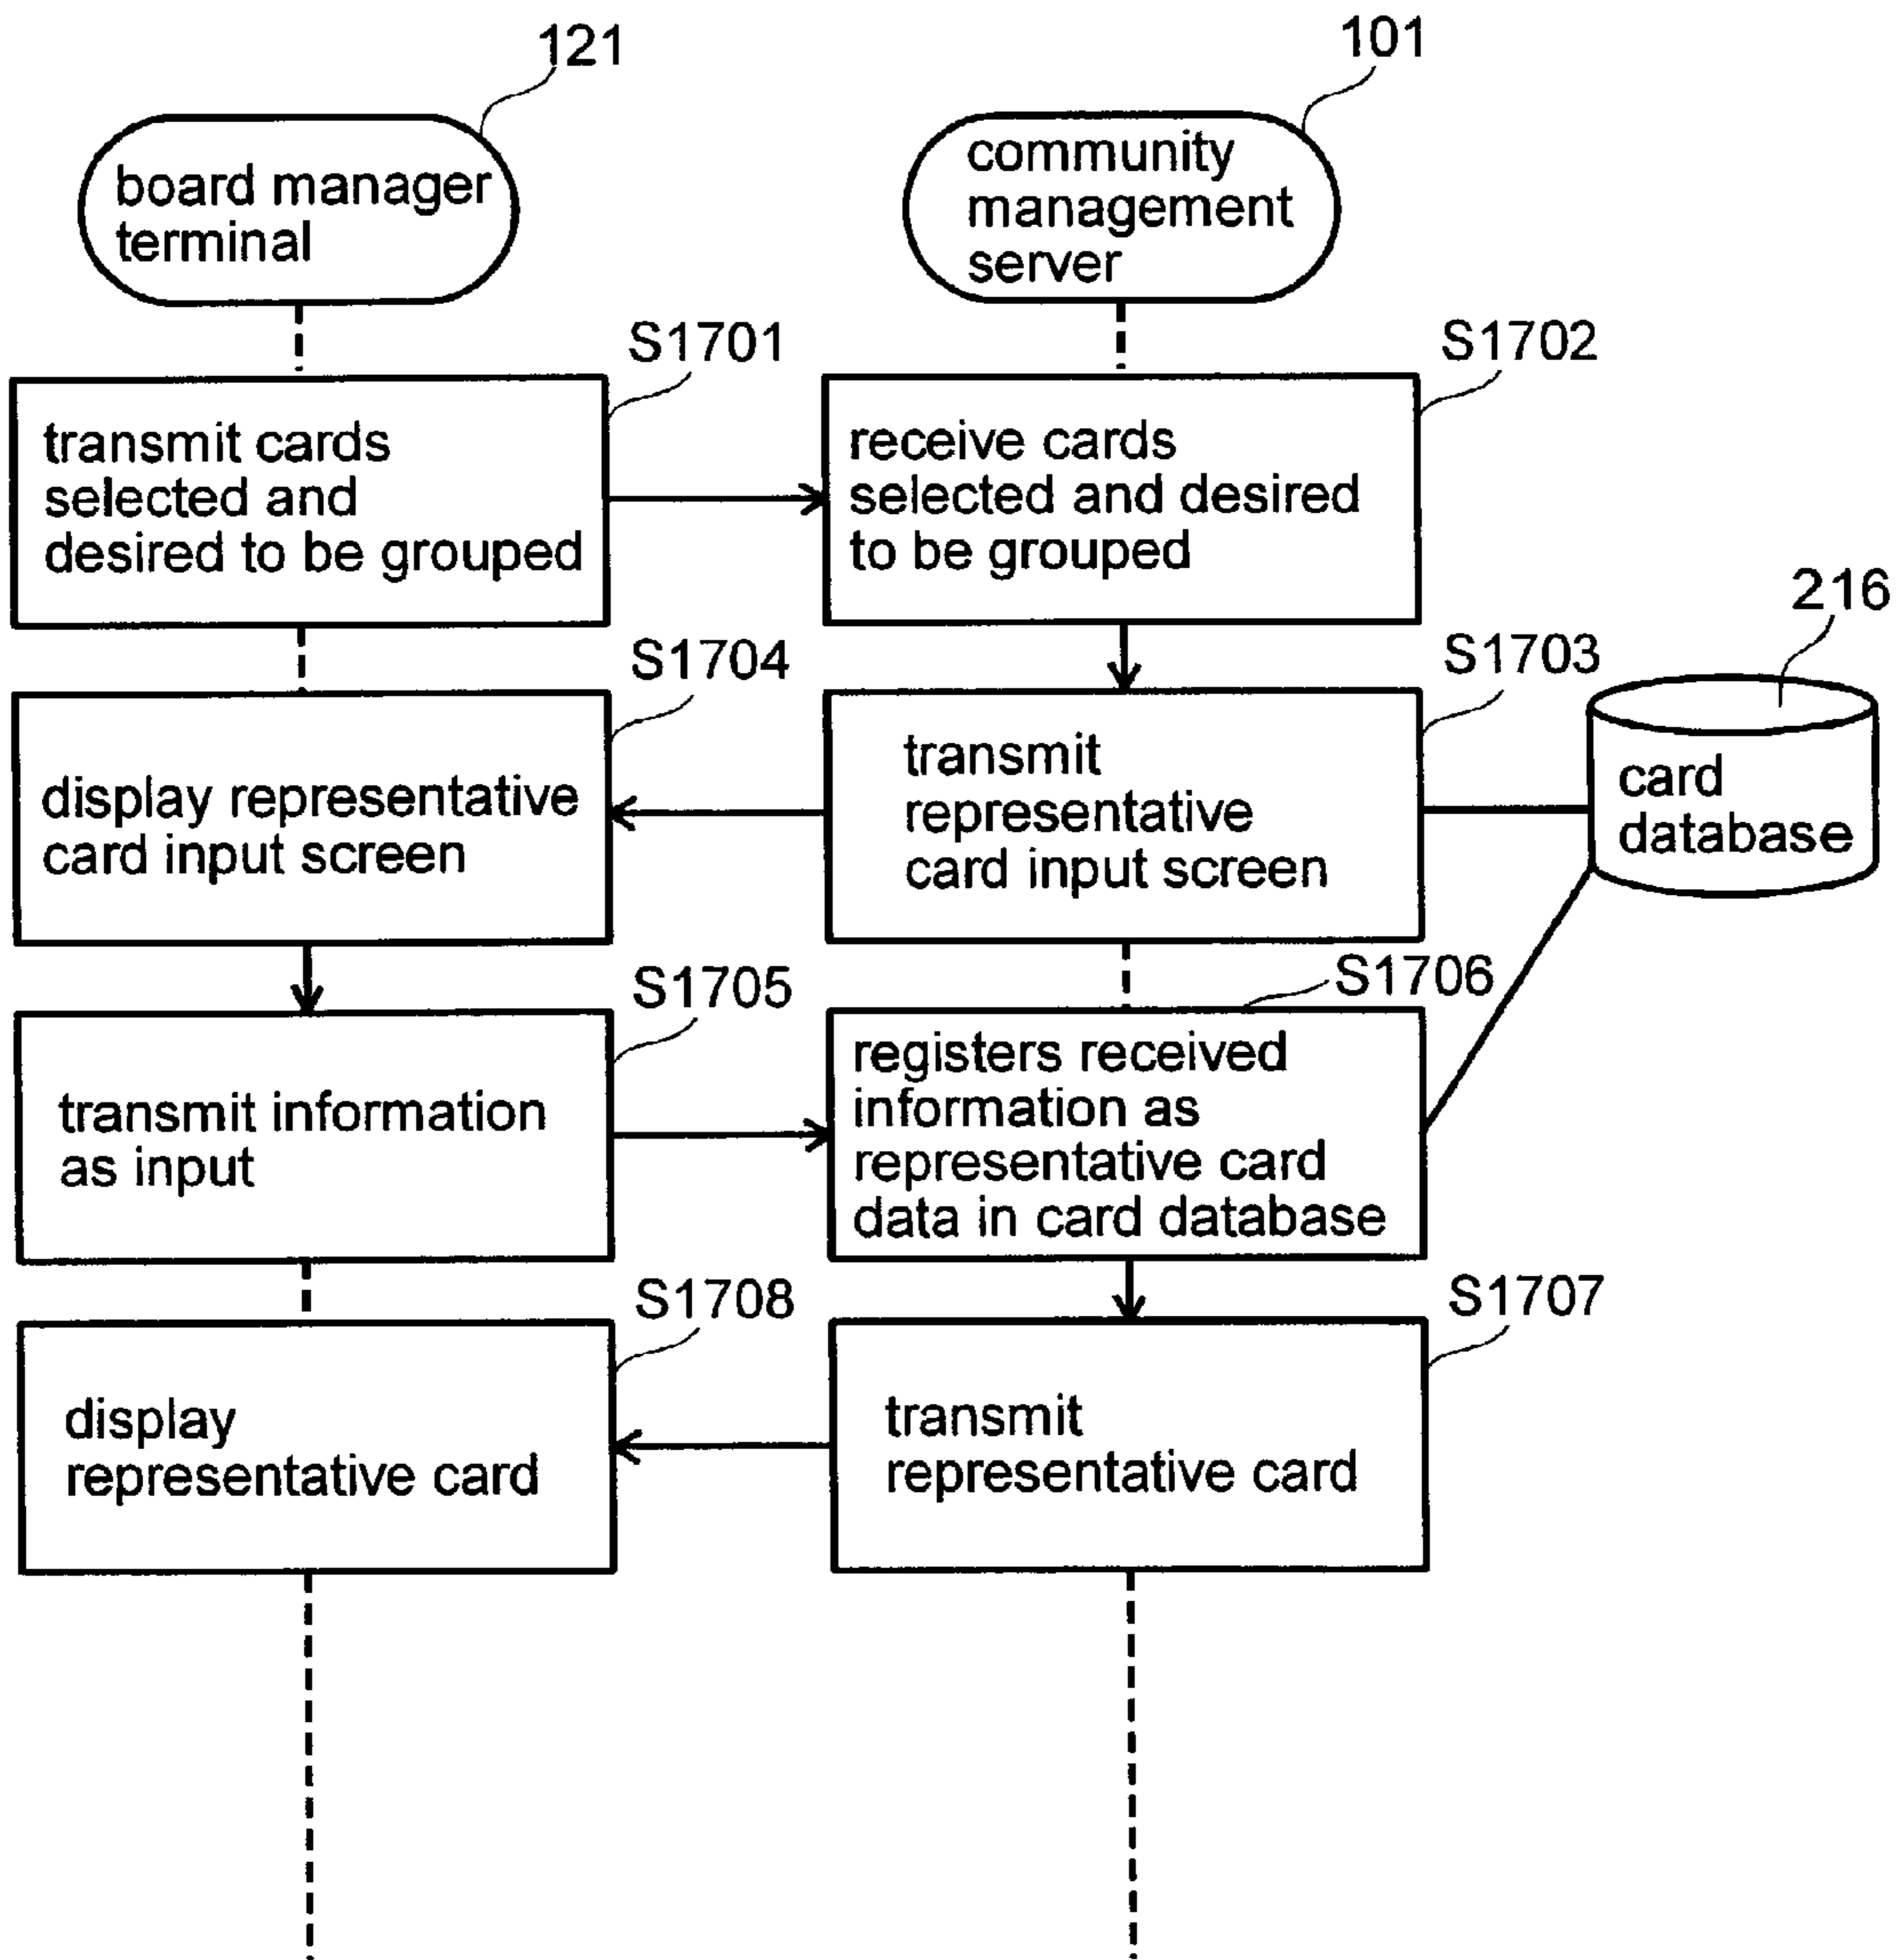 121
101
board manager
terminal
community
management
server
S1701
S1702
transmit cards
selected and
desired to be grouped
receive cards
selected and desired
to be grouped
216
S1704
S1703
display representative
card input screen
transmit
representative
card input screen
card
database
S1705
S1706
transmit information
as input
registers received
information as
representative card
data in card database
S1708
S1707
display
representative card
transmit
representative card